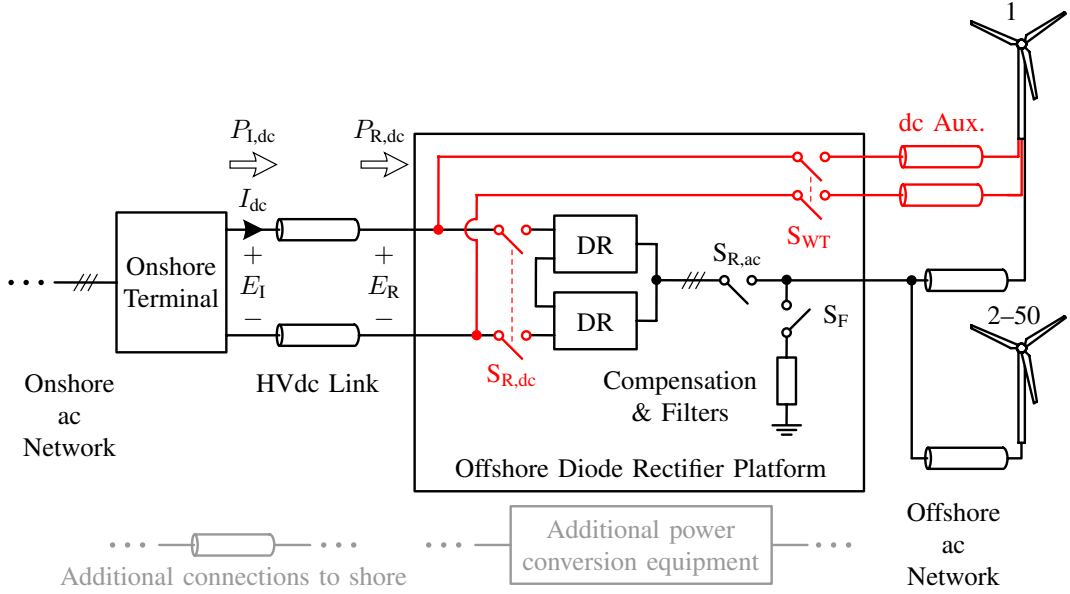 1
P_I,dc
P_R,dc
dc Aux.
I_dc
S_WT
Onshore
Terminal
+
E_I
−
+
E_R
−
DR
DR
S_R,ac
S_F
2–50
S_R,dc
HVdc Link
Compensation
& Filters
Onshore
ac
Network
Offshore Diode Rectifier Platform
Offshore
ac
Network
Additional connections to shore
Additional power
conversion equipment